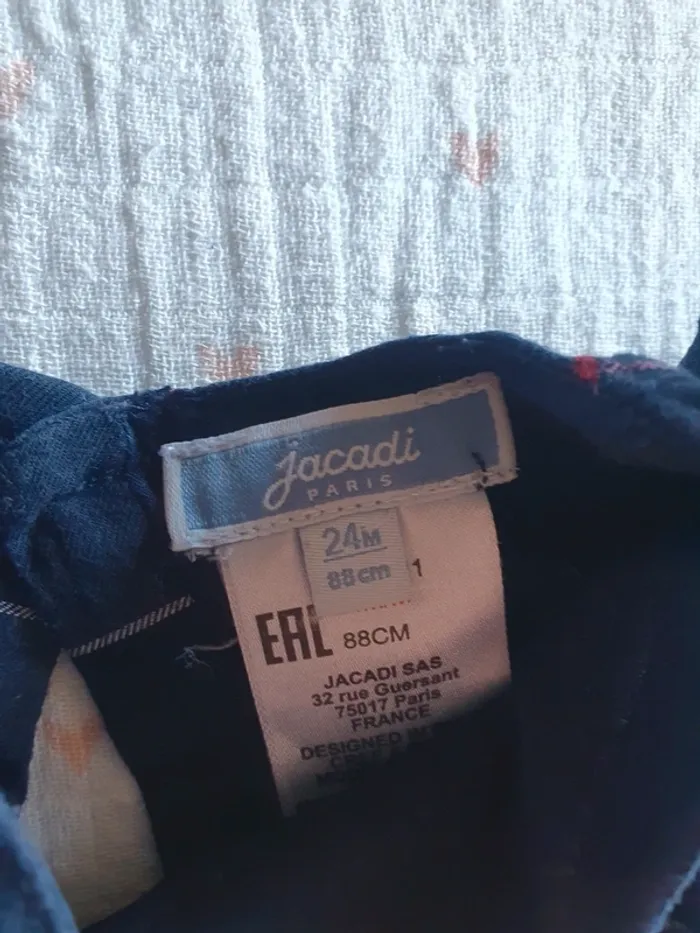 jacadi
PARIS
24M
88cm
1
EAC 88CM
JACADI SAS
32 rue Guersant
75017 Paris
FRANCE
DESIGNED IN